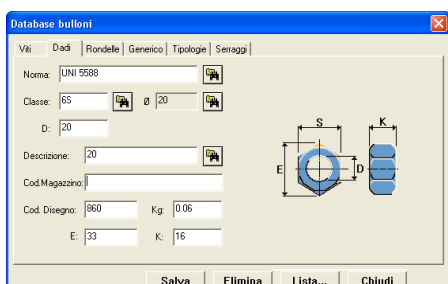 Database bulloni
Viti Dadi Rondelle Generico Tipologie Serraggi
Norma: UNI 5588
Classe: 6S Ø 20
D: 20
Descrizione: 20
Cod.Magazzino:
Cod. Disegno: 860 Kg: 0.06
E: 33 K: 16
S K
E D
Salva Elimina Lista... Chiudi